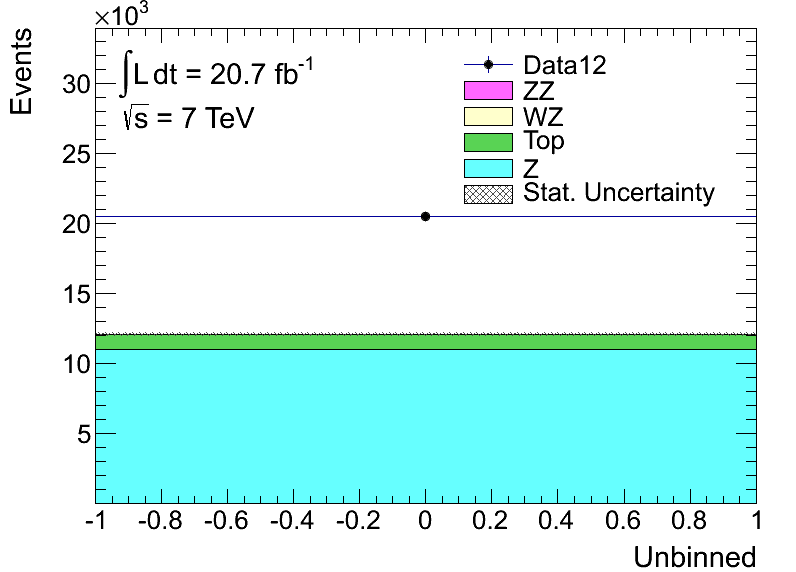 ×10³
Events
∫L dt = 20.7 fb⁻¹
√s = 7 TeV
Data12
ZZ
WZ
Top
Z
Stat. Uncertainty
30
25
20
15
10
5
-1 -0.8 -0.6 -0.4 -0.2 0 0.2 0.4 0.6 0.8 1
Unbinned